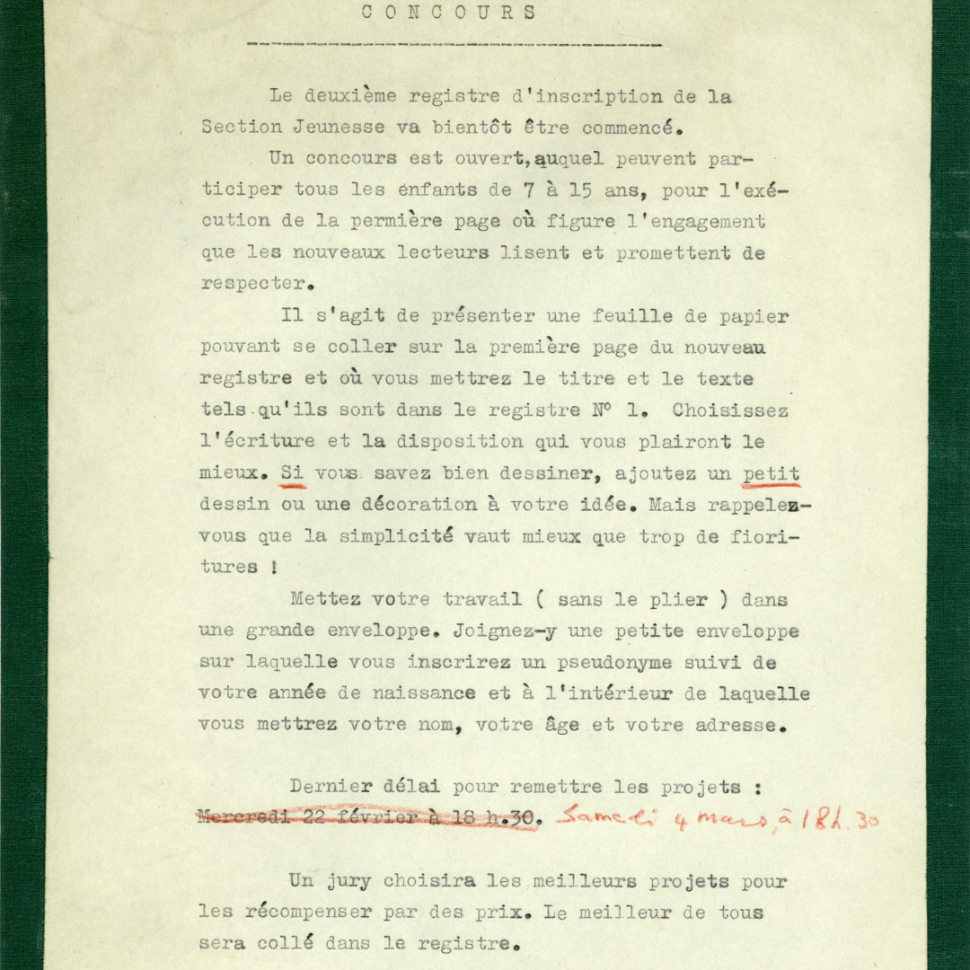 CONCOURS
Le deuxième registre d'inscription de la
Section Jeunesse va bientôt être commencé.
Un concours est ouvert,auquel peuvent par-
ticiper tous les enfants de 7 à 15 ans, pour l'exé-
cution de la permière page où figure l'engagement
que les nouveaux lecteurs lisent et promettent de
respecter.
Il s'agit de présenter une feuille de papier
pouvant se coller sur la première page du nouveau
registre et où vous mettrez le titre et le texte
tels qu'ils sont dans le registre N° 1. Choisissez
l'écriture et la disposition qui vous plairont le
mieux. Si vous savez bien dessiner, ajoutez un petit
dessin ou une décoration à votre idée. Mais rappelez-
vous que la simplicité vaut mieux que trop de fiori-
tures !
Mettez votre travail ( sans le plier ) dans
une grande enveloppe. Joignez-y une petite enveloppe
sur laquelle vous inscrirez un pseudonyme suivi de
votre année de naissance et à l'intérieur de laquelle
vous mettrez votre nom, votre âge et votre adresse.
Dernier délai pour remettre les projets :
Mercredi 22 février à 18 h.30. Samedi 4 mars, à 18h.30
Un jury choisira les meilleurs projets pour
les récompenser par des prix. Le meilleur de tous
sera collé dans le registre.